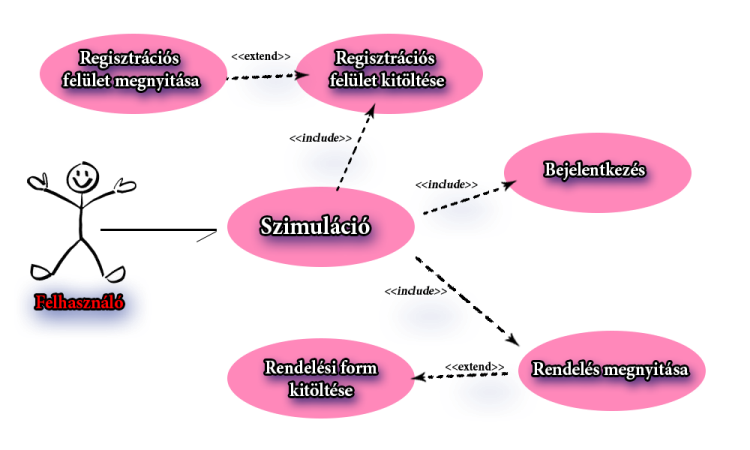 Regisztrációs
felület megnyitása
<<extend>>
Regisztrációs
felület kitöltése
<<include>>
Bejelentkezés
<<include>>
Szimuláció
Felhasználó
<<include>>
Rendelési form
kitöltése
<<extend>>
Rendelés megnyitása